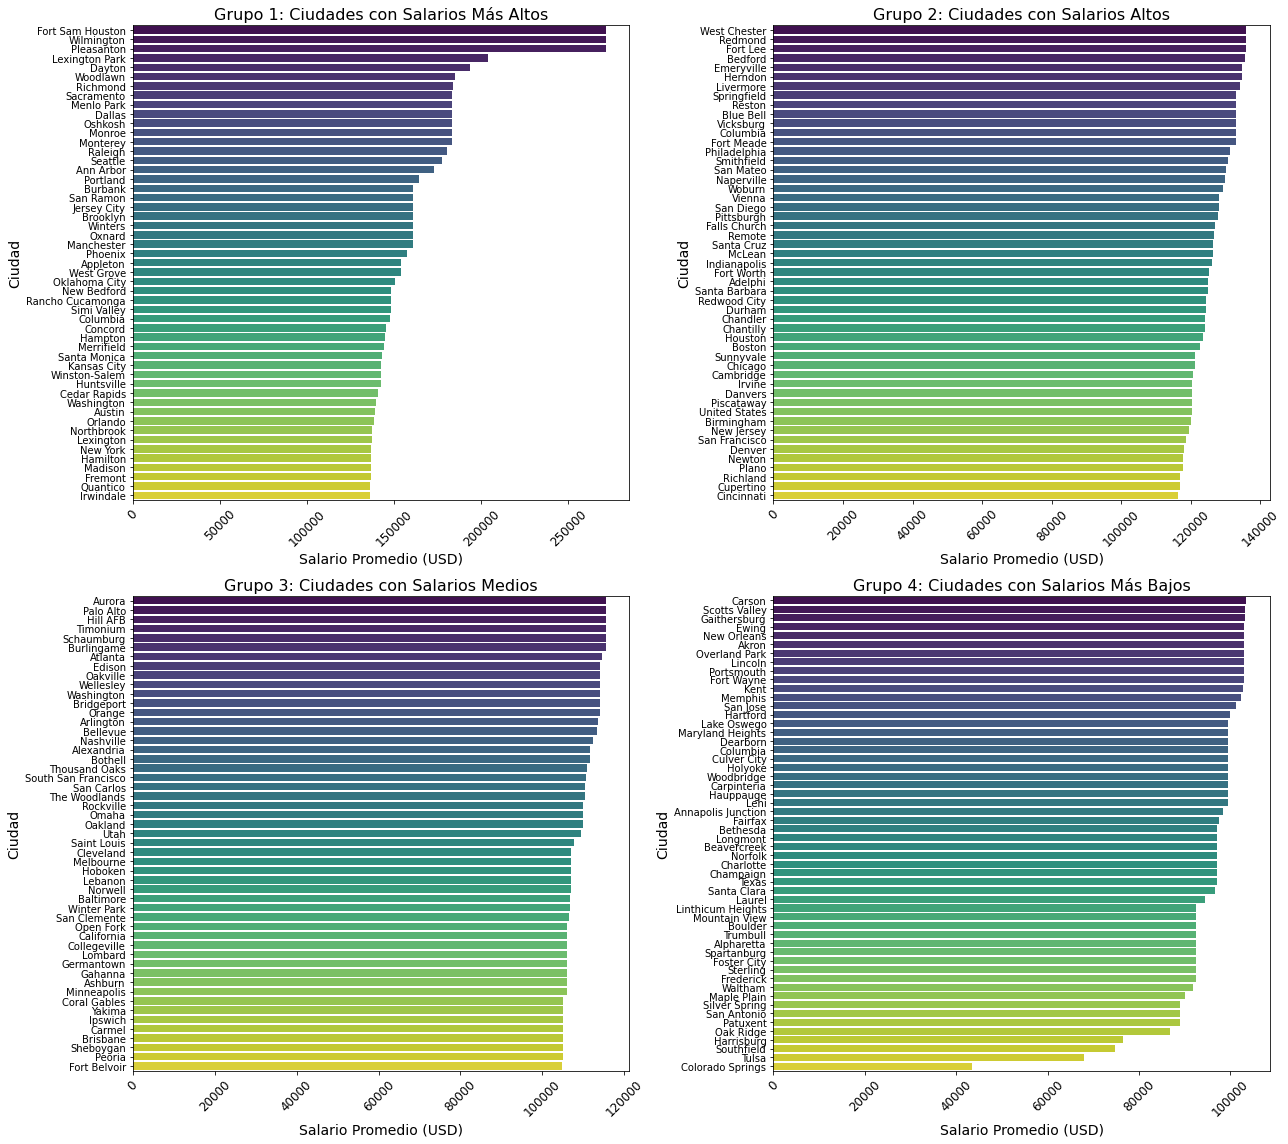 Grupo 1: Ciudades con Salarios Más Altos
Ciudad
Fort Sam Houston
Wilmington
Pleasanton
Lexington Park
Dayton
Woodlawn
Richmond
Sacramento
Menlo Park
Dallas
Oshkosh
Monroe
Monterey
Raleigh
Seattle
Ann Arbor
Portland
Burbank
San Ramon
Jersey City
Brooklyn
Winters
Oxnard
Manchester
Phoenix
Appleton
West Grove
Oklahoma City
New Bedford
Rancho Cucamonga
Simi Valley
Columbia
Concord
Hampton
Merrifield
Santa Monica
Kansas City
Winston-Salem
Huntsville
Cedar Rapids
Washington
Austin
Orlando
Northbrook
Lexington
New York
Hamilton
Madison
Fremont
Quantico
Irwindale
0 50000 100000 150000 200000 250000
Salario Promedio (USD)
Grupo 2: Ciudades con Salarios Altos
Ciudad
West Chester
Redmond
Fort Lee
Bedford
Emeryville
Herndon
Livermore
Springfield
Reston
Blue Bell
Vicksburg
Columbia
Fort Meade
Philadelphia
Smithfield
San Mateo
Naperville
Woburn
Vienna
San Diego
Pittsburgh
Falls Church
Remote
Santa Cruz
McLean
Indianapolis
Fort Worth
Adelphi
Santa Barbara
Redwood City
Durham
Chandler
Chantilly
Houston
Boston
Sunnyvale
Chicago
Cambridge
Irvine
Danvers
Piscataway
United States
Birmingham
New Jersey
San Francisco
Denver
Newton
Plano
Richland
Cupertino
Cincinnati
0 20000 40000 60000 80000 100000 120000 140000
Salario Promedio (USD)
Grupo 3: Ciudades con Salarios Medios
Ciudad
Aurora
Palo Alto
Hill AFB
Timonium
Schaumburg
Burlingame
Atlanta
Edison
Oakville
Wellesley
Washington
Bridgeport
Orange
Arlington
Bellevue
Nashville
Alexandria
Bothell
Thousand Oaks
South San Francisco
San Carlos
The Woodlands
Rockville
Omaha
Oakland
Utah
Saint Louis
Cleveland
Melbourne
Hoboken
Lebanon
Norwell
Baltimore
Winter Park
San Clemente
Open Fork
California
Collegeville
Lombard
Germantown
Gahanna
Ashburn
Minneapolis
Coral Gables
Yakima
Ipswich
Carmel
Brisbane
Sheboygan
Peoria
Fort Belvoir
0 20000 40000 60000 80000 100000 120000
Salario Promedio (USD)
Grupo 4: Ciudades con Salarios Más Bajos
Ciudad
Carson
Scotts Valley
Gaithersburg
Ewing
New Orleans
Akron
Overland Park
Lincoln
Portsmouth
Fort Wayne
Kent
Memphis
San Jose
Hartford
Lake Oswego
Maryland Heights
Dearborn
Columbia
Culver City
Holyoke
Woodbridge
Carpinteria
Hauppauge
Lehi
Annapolis Junction
Fairfax
Bethesda
Longmont
Beavercreek
Norfolk
Charlotte
Champaign
Texas
Santa Clara
Laurel
Linthicum Heights
Mountain View
Boulder
Trumbull
Alpharetta
Spartanburg
Foster City
Sterling
Frederick
Waltham
Maple Plain
Silver Spring
San Antonio
Patuxent
Oak Ridge
Harrisburg
Southfield
Tulsa
Colorado Springs
0 20000 40000 60000 80000 100000
Salario Promedio (USD)